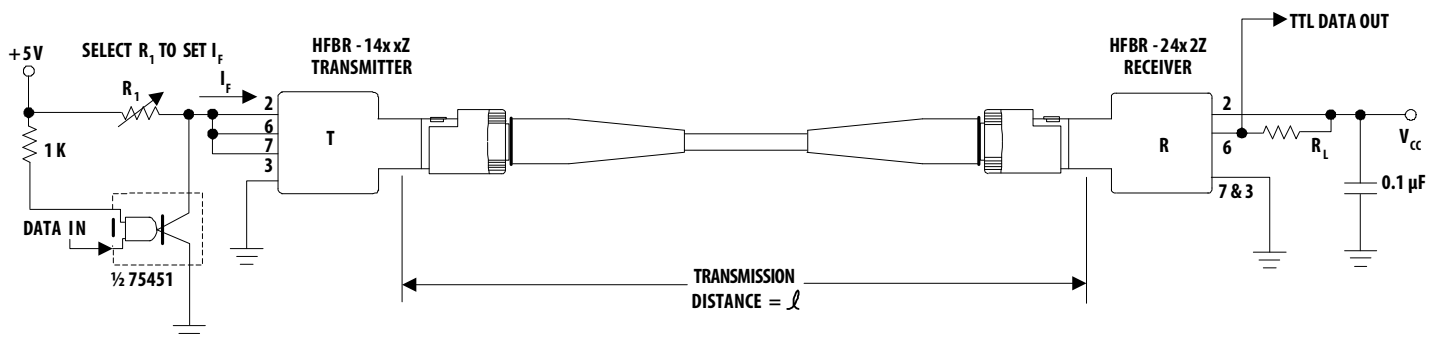 +5V
SELECT R1 TO SET IF
R1
IF
1 K
DATA IN
½ 75451
HFBR - 14x xZ
TRANSMITTER
2
6
7
3
T
TRANSMISSION
DISTANCE = ℓ
HFBR - 24x 2Z
RECEIVER
R
2
6
7 & 3
TTL DATA OUT
RL
VCC
0.1 µF